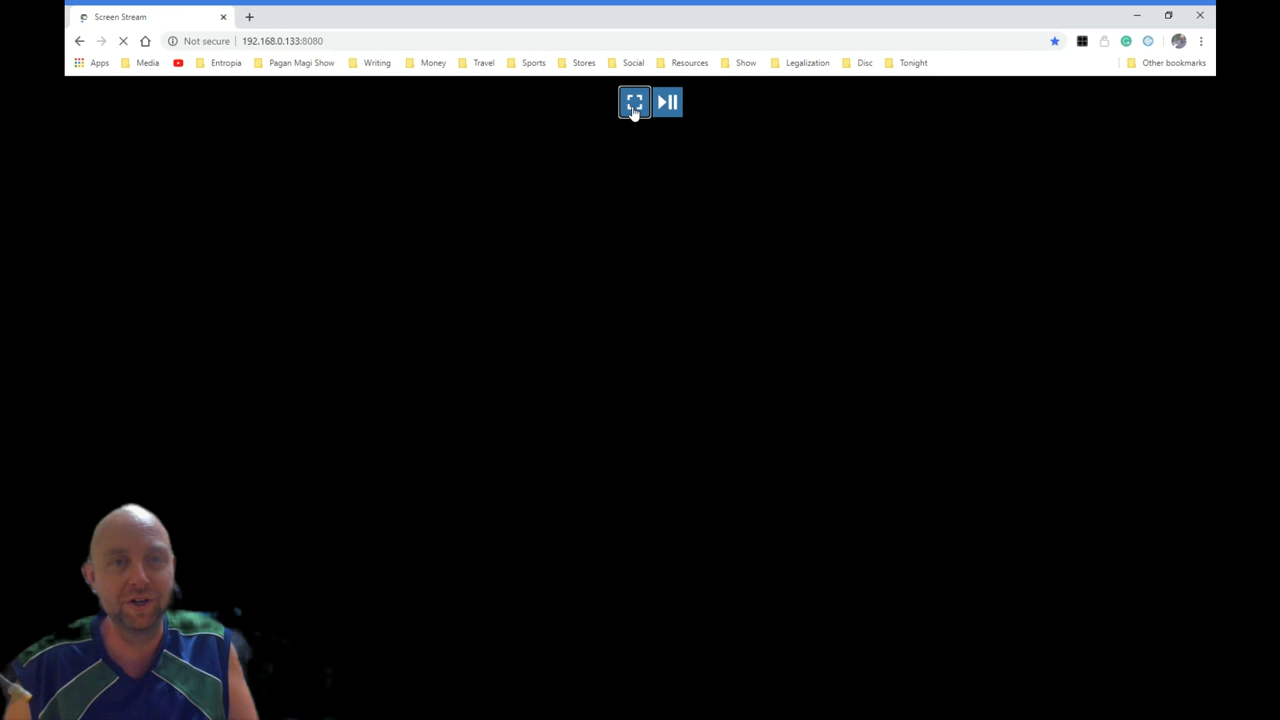 Screen Stream
Not secure 192.168.0.133:8080
Apps Media Entropia Pagan Magi Show Writing Money Travel Sports Stores Social Resources Show Legalization Disc Tonight Other bookmarks